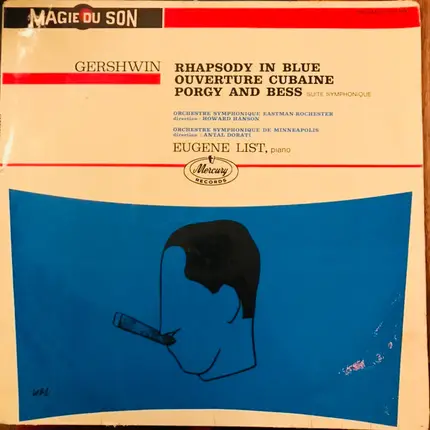 MAGIE DU SON
GERSHWIN RHAPSODY IN BLUE
OUVERTURE CUBAINE
PORGY AND BESS SUITE SYMPHONIQUE
ORCHESTRE SYMPHONIQUE EASTMAN ROCHESTER
direction : HOWARD HANSON
ORCHESTRE SYMPHONIQUE DE MINNEAPOLIS
direction : ANTAL DORATI
EUGENE LIST, piano
Mercury
RECORDS